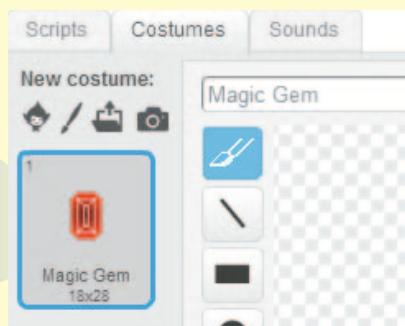 Scripts Costumes Sounds
New costume:
Magic Gem
1
Magic Gem
18x28